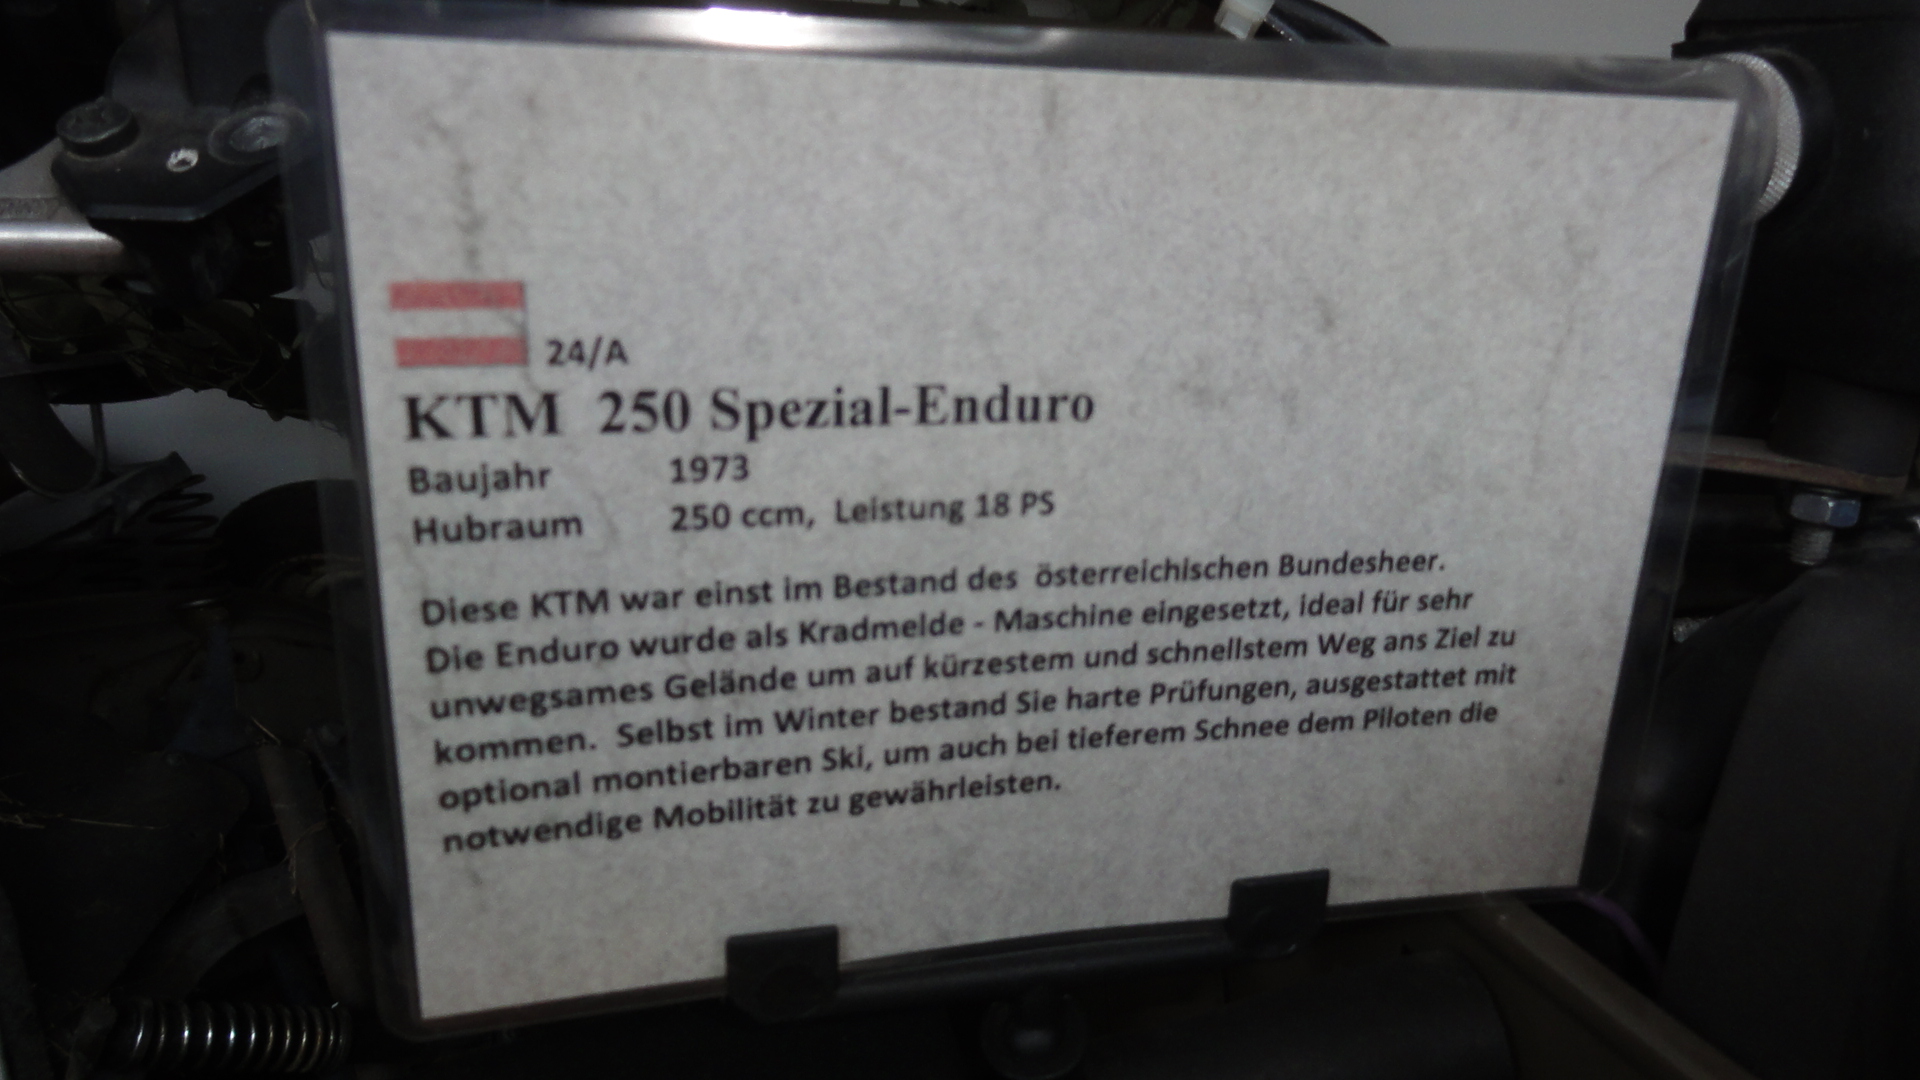 24/A
KTM 250 Spezial-Enduro
Baujahr 1973
Hubraum 250 ccm, Leistung 18 PS
Diese KTM war einst im Bestand des österreichischen Bundesheer.
Die Enduro wurde als Kradmelde - Maschine eingesetzt, ideal für sehr
unwegsames Gelände um auf kürzestem und schnellstem Weg ans Ziel zu
kommen. Selbst im Winter bestand Sie harte Prüfungen, ausgestattet mit
optional montierbaren Ski, um auch bei tieferem Schnee dem Piloten die
notwendige Mobilität zu gewährleisten.